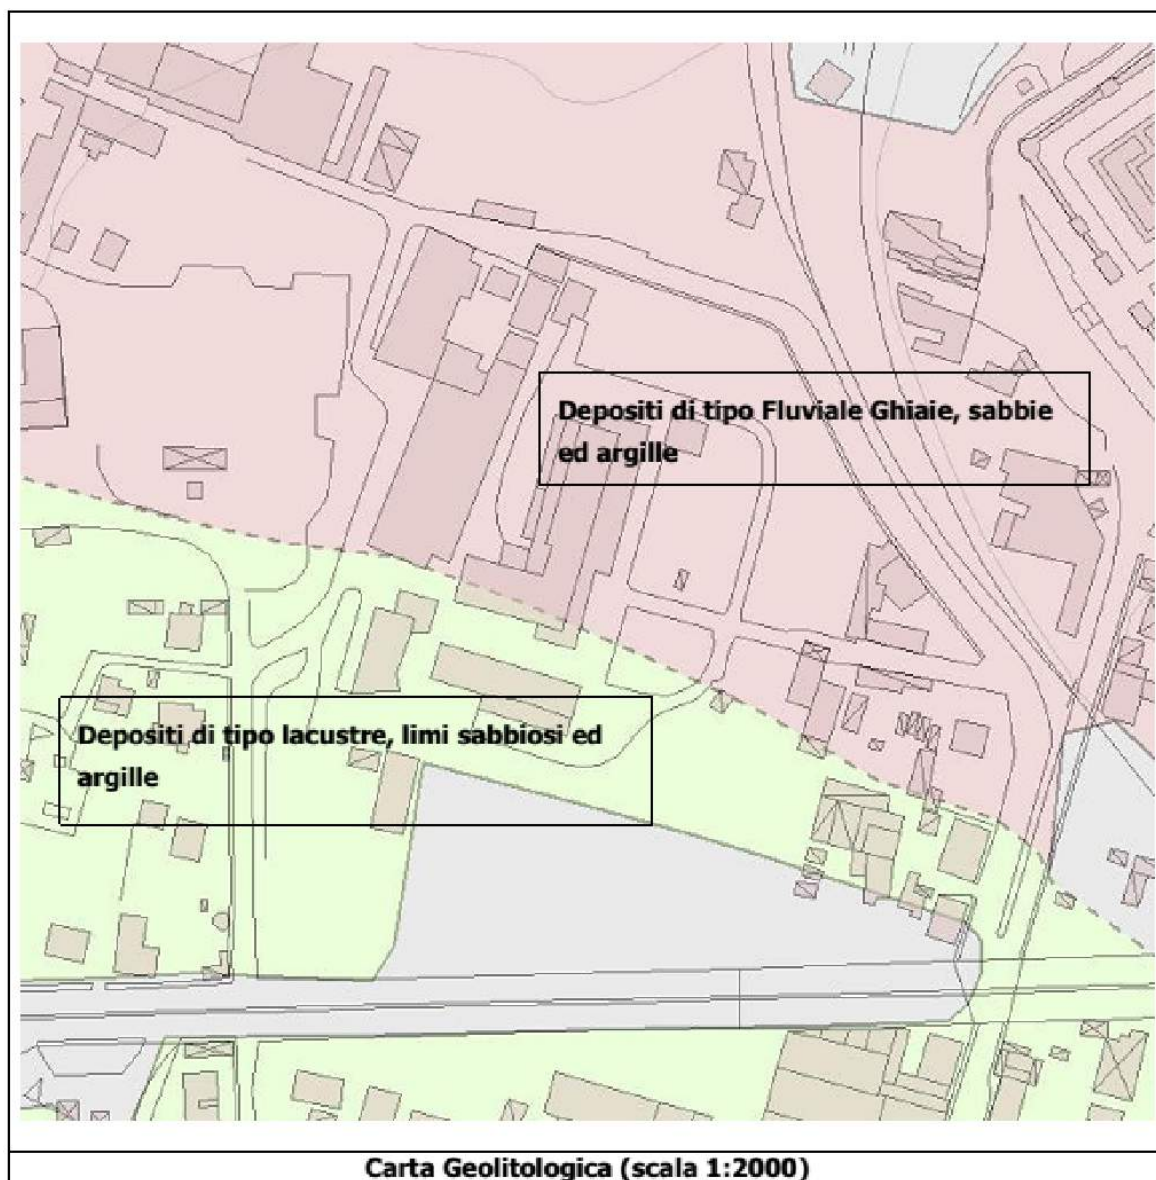 Depositi di tipo Fluviale Ghiaie, sabbie
ed argille
Depositi di tipo lacustre, limi sabbiosi ed
argille
Carta Geolitologica (scala 1:2000)